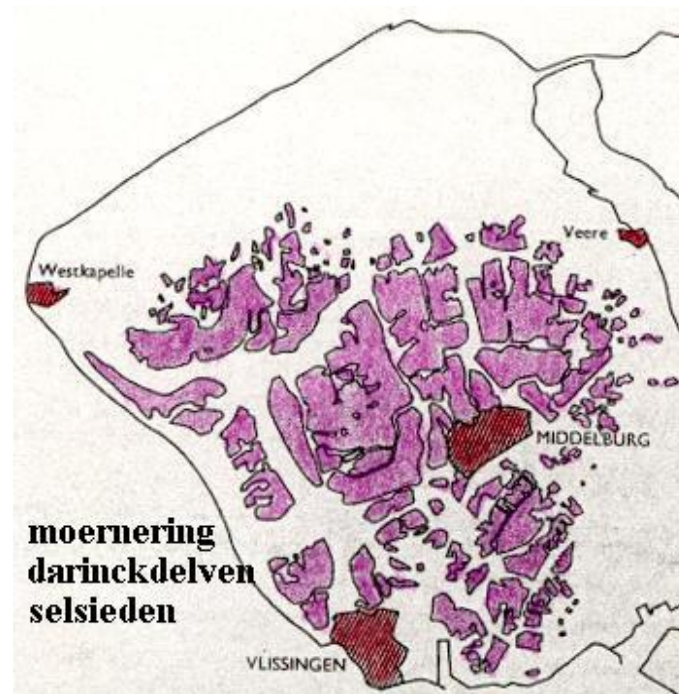 Westkapelle
Veere
MIDDELBURG
moernering
darinckdelven
selsieden
VLISSINGEN